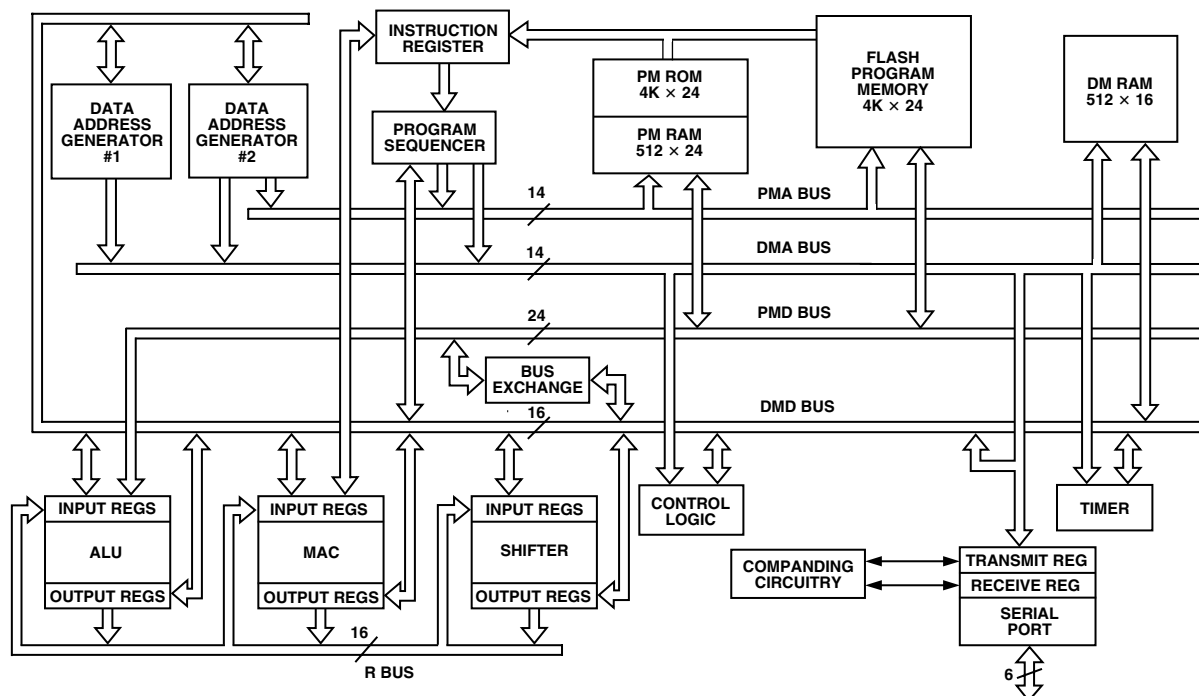 INSTRUCTION
REGISTER
FLASH
PROGRAM
MEMORY
4K × 24
PM ROM
4K × 24
DM RAM
512 × 16
DATA
ADDRESS
GENERATOR
#1
DATA
ADDRESS
GENERATOR
#2
PROGRAM
SEQUENCER
PM RAM
512 × 24
14
PMA BUS
14
DMA BUS
24
PMD BUS
BUS
EXCHANGE
16
DMD BUS
INPUT REGS
ALU
OUTPUT REGS
INPUT REGS
MAC
OUTPUT REGS
INPUT REGS
SHIFTER
OUTPUT REGS
CONTROL
LOGIC
TIMER
COMPANDING
CIRCUITRY
TRANSMIT REG
RECEIVE REG
SERIAL
PORT
16
R BUS
6